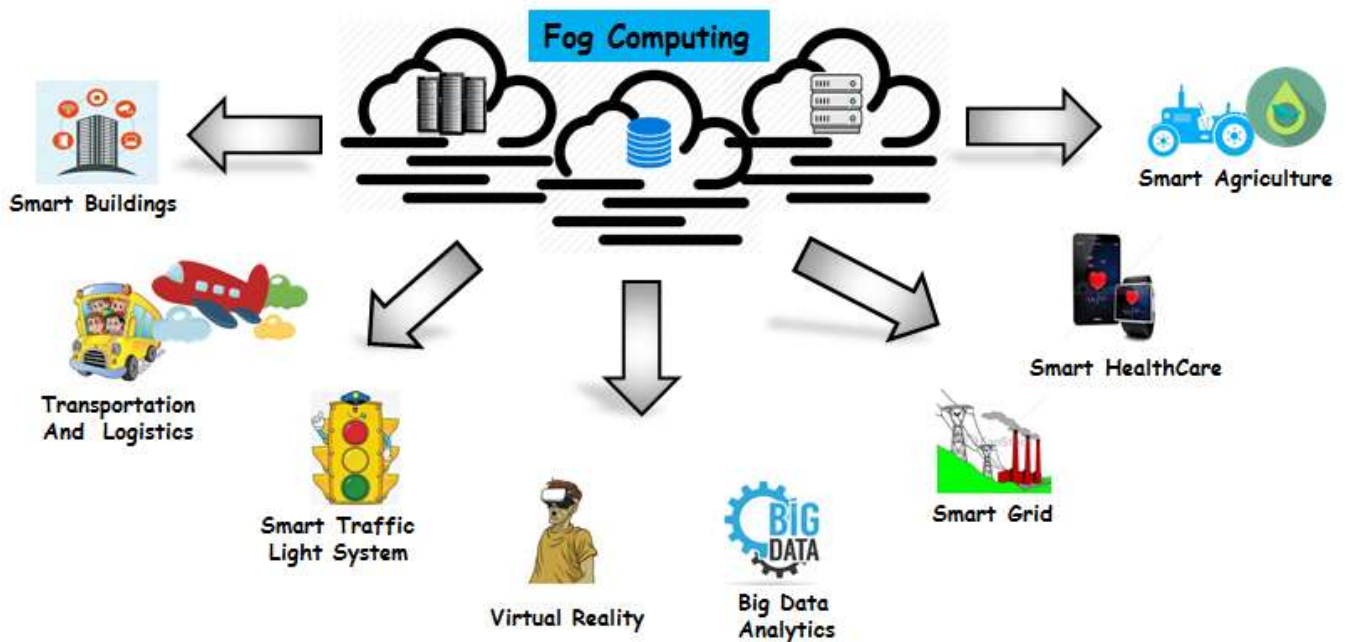 Fog Computing
Smart Buildings
Smart Agriculture
Transportation
And Logistics
Smart HealthCare
Smart Traffic
Light System
Smart Grid
BIG
DATA
Virtual Reality
Big Data
Analytics